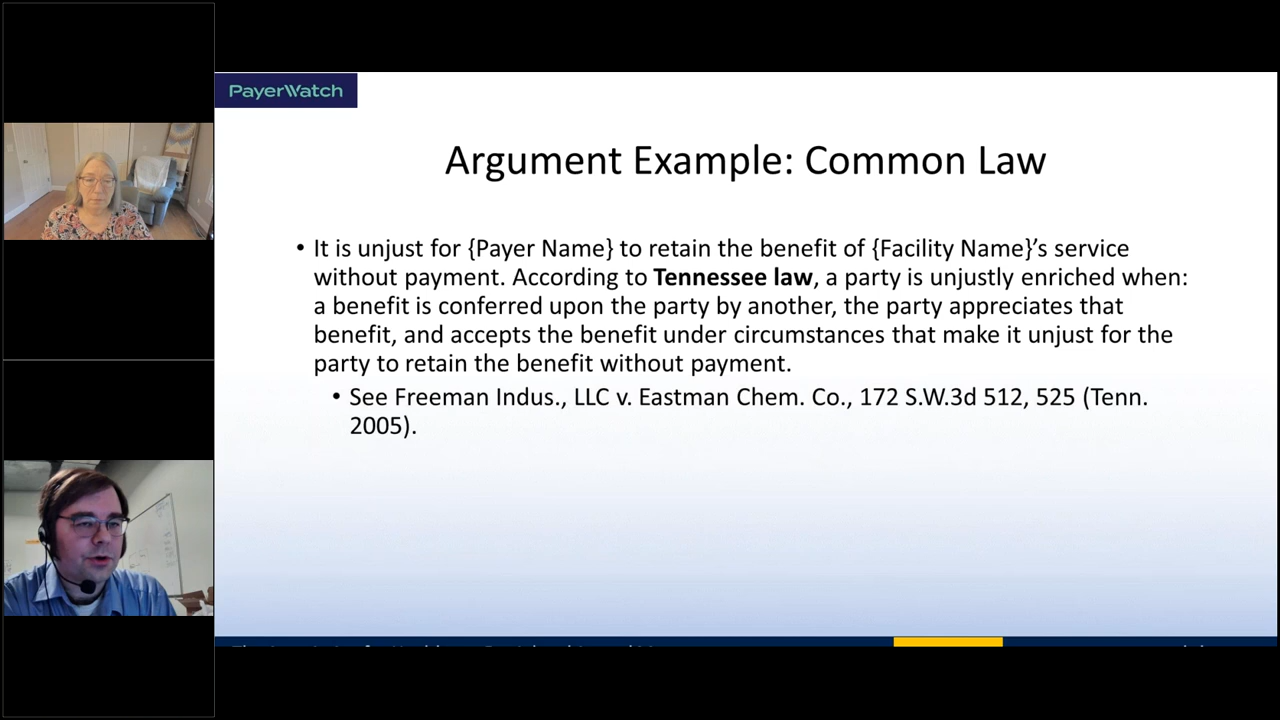 PayerWatch
Argument Example: Common Law
• It is unjust for {Payer Name} to retain the benefit of {Facility Name}’s service
without payment. According to Tennessee law, a party is unjustly enriched when:
a benefit is conferred upon the party by another, the party appreciates that
benefit, and accepts the benefit under circumstances that make it unjust for the
party to retain the benefit without payment.
• See Freeman Indus., LLC v. Eastman Chem. Co., 172 S.W.3d 512, 525 (Tenn.
2005).